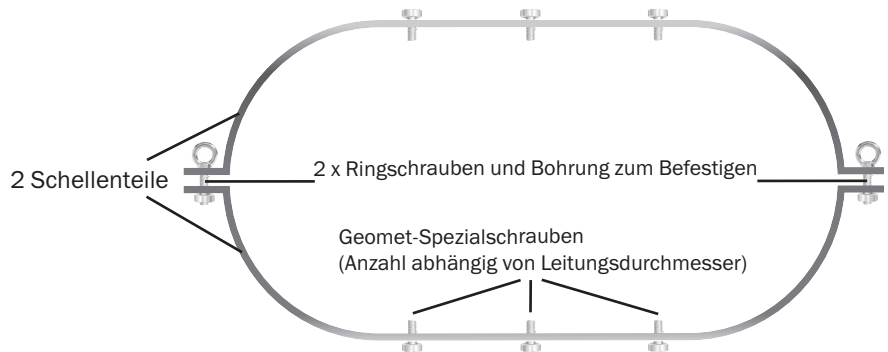 2 Schellenteile
2 x Ringschrauben und Bohrung zum Befestigen
Geomet-Spezialschrauben
(Anzahl abhängig von Leitungsdurchmesser)